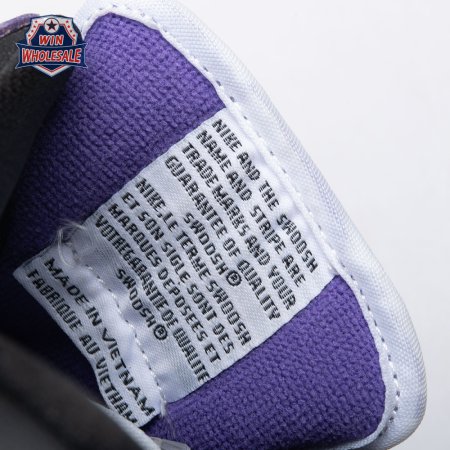 WIN
WHOLESALE
NIKE AND THE SWOOSH
NAME AND STRIPE ARE
TRADE MARKS AND YOUR
GUARANTEE OF QUALITY
SWOOSH®
NIKE, LE TERME SWOOSH
ET SON SIGLE SONT DES
MARQUES DEPOSEES ET
VOTRE GARANTIE DE QUALITE
SWOOSH®
MADE IN VIETNAM
FABRIQUE AU VIETNAM